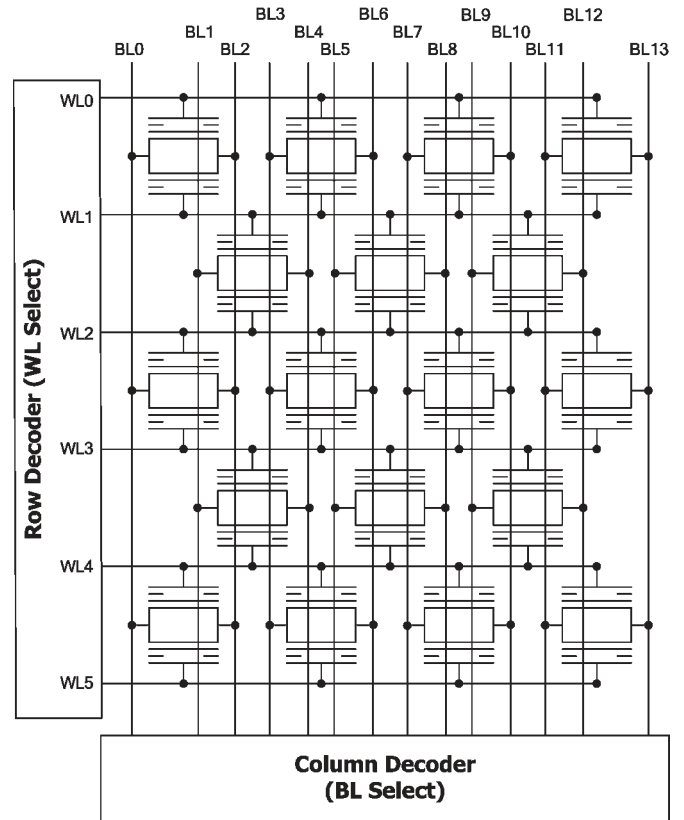 BL3 BL6 BL9 BL12
BL1 BL4 BL7 BL10
BL0 BL2 BL5 BL8 BL11 BL13
WL0
WL1
WL2
WL3
WL4
WL5
Row Decoder (WL Select)
Column Decoder
(BL Select)